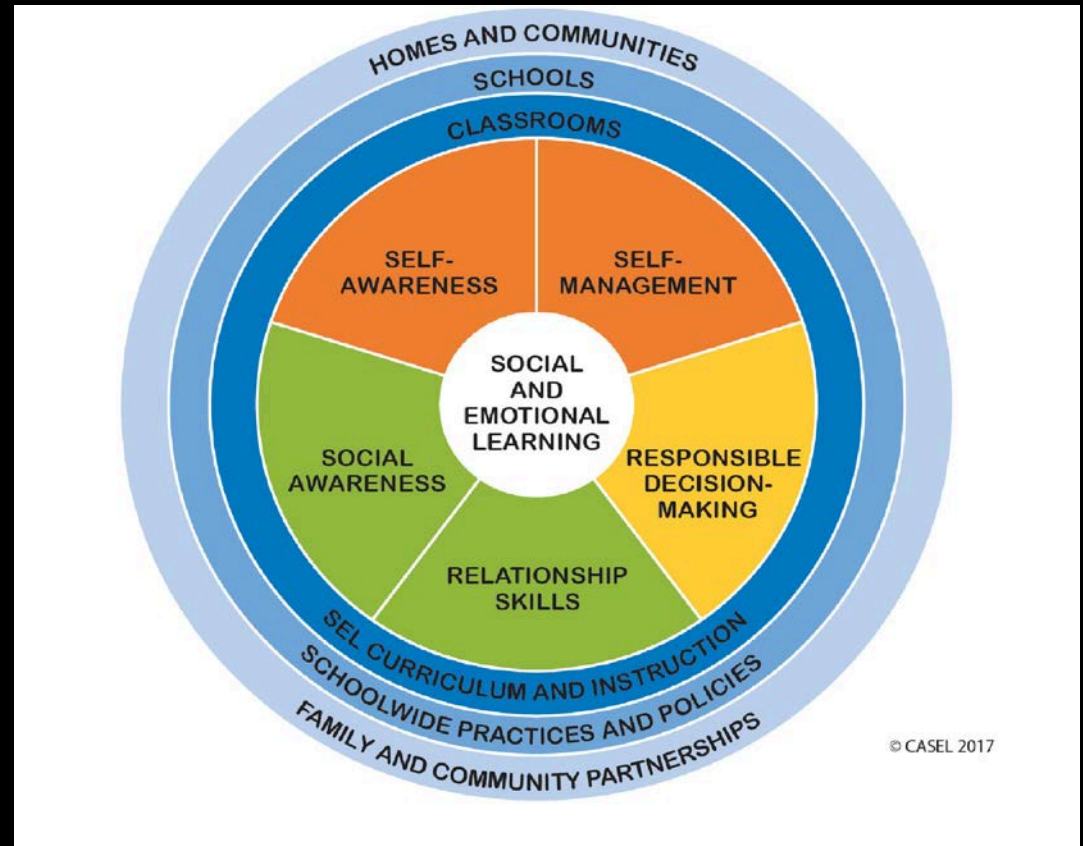 HOMES AND COMMUNITIES
SCHOOLS
CLASSROOMS
SELF-
AWARENESS
SELF-
MANAGEMENT
SOCIAL
AND
EMOTIONAL
LEARNING
SOCIAL
AWARENESS
RESPONSIBLE
DECISION-
MAKING
RELATIONSHIP
SKILLS
SEL CURRICULUM AND INSTRUCTION
SCHOOLWIDE PRACTICES AND POLICIES
FAMILY AND COMMUNITY PARTNERSHIPS
© CASEL 2017